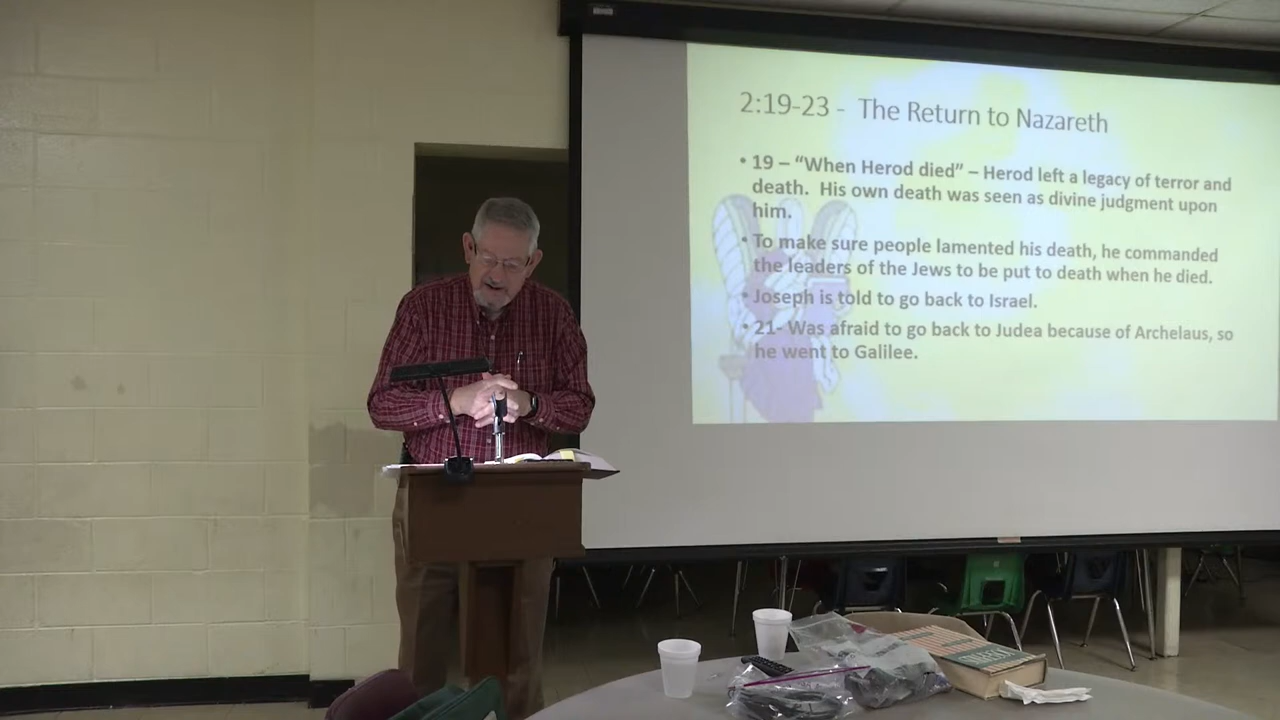 2:19-23 - The Return to Nazareth
• 19 – “When Herod died” – Herod left a legacy of terror and
death. His own death was seen as divine judgment upon
him.
• To make sure people lamented his death, he commanded
the leaders of the Jews to be put to death when he died.
• Joseph is told to go back to Israel.
• 21- Was afraid to go back to Judea because of Archelaus, so
he went to Galilee.